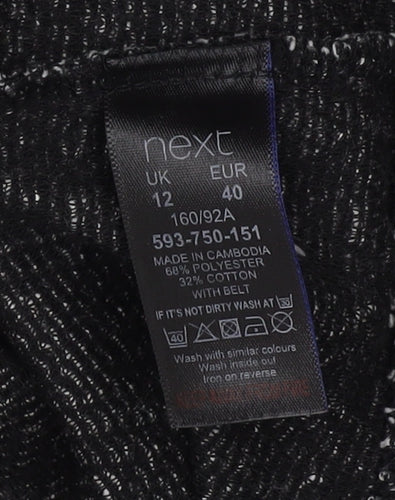 next
UK EUR
12 40
160/92A
593-750-151
MADE IN CAMBODIA
68% POLYESTER
32% COTTON
WITH BELT
IF IT'S NOT DIRTY WASH AT 30
40
Wash with similar colours
Wash inside out
Iron on reverse